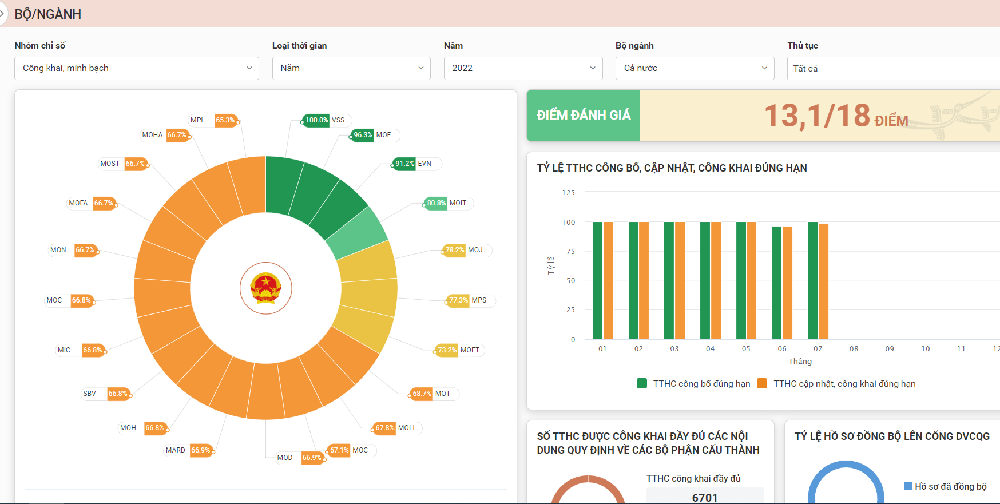 BỘ/NGÀNH
Nhóm chỉ số
Loại thời gian
Năm
Bộ ngành
Thủ tục
Công khai, minh bạch
Năm
2022
Cả nước
Tất cả
MPI 65.3%
100.0% VSS
MOHA 66.7%
96.3% MOF
MOST 66.7%
91.2% EVN
MOFA 66.7%
80.8% MOIT
MON... 66.7%
78.2% MOJ
MOC... 66.8%
77.3% MPS
MIC 66.8%
73.2% MOET
SBV 66.8%
68.7% MOT
MOH 66.8%
67.8% MOLI...
MARD 66.9%
67.1% MOC
MOD 66.9%
ĐIỂM ĐÁNH GIÁ
13,1/18 ĐIỂM
TỶ LỆ TTHC CÔNG BỐ, CẬP NHẬT, CÔNG KHAI ĐÚNG HẠN
125
100
75
50
25
0
Tỷ lệ
01 02 03 04 05 06 07 08 09 10 11 12
Tháng
TTHC công bố đúng hạn
TTHC cập nhật, công khai đúng hạn
SỐ TTHC ĐƯỢC CÔNG KHAI ĐẦY ĐỦ CÁC NỘI
DUNG QUY ĐỊNH VỀ CÁC BỘ PHẬN CẤU THÀNH
TTHC công khai đầy đủ
6701
TỶ LỆ HỒ SƠ ĐỒNG BỘ LÊN CỔNG DVCQG
Hồ sơ đã đồng bộ